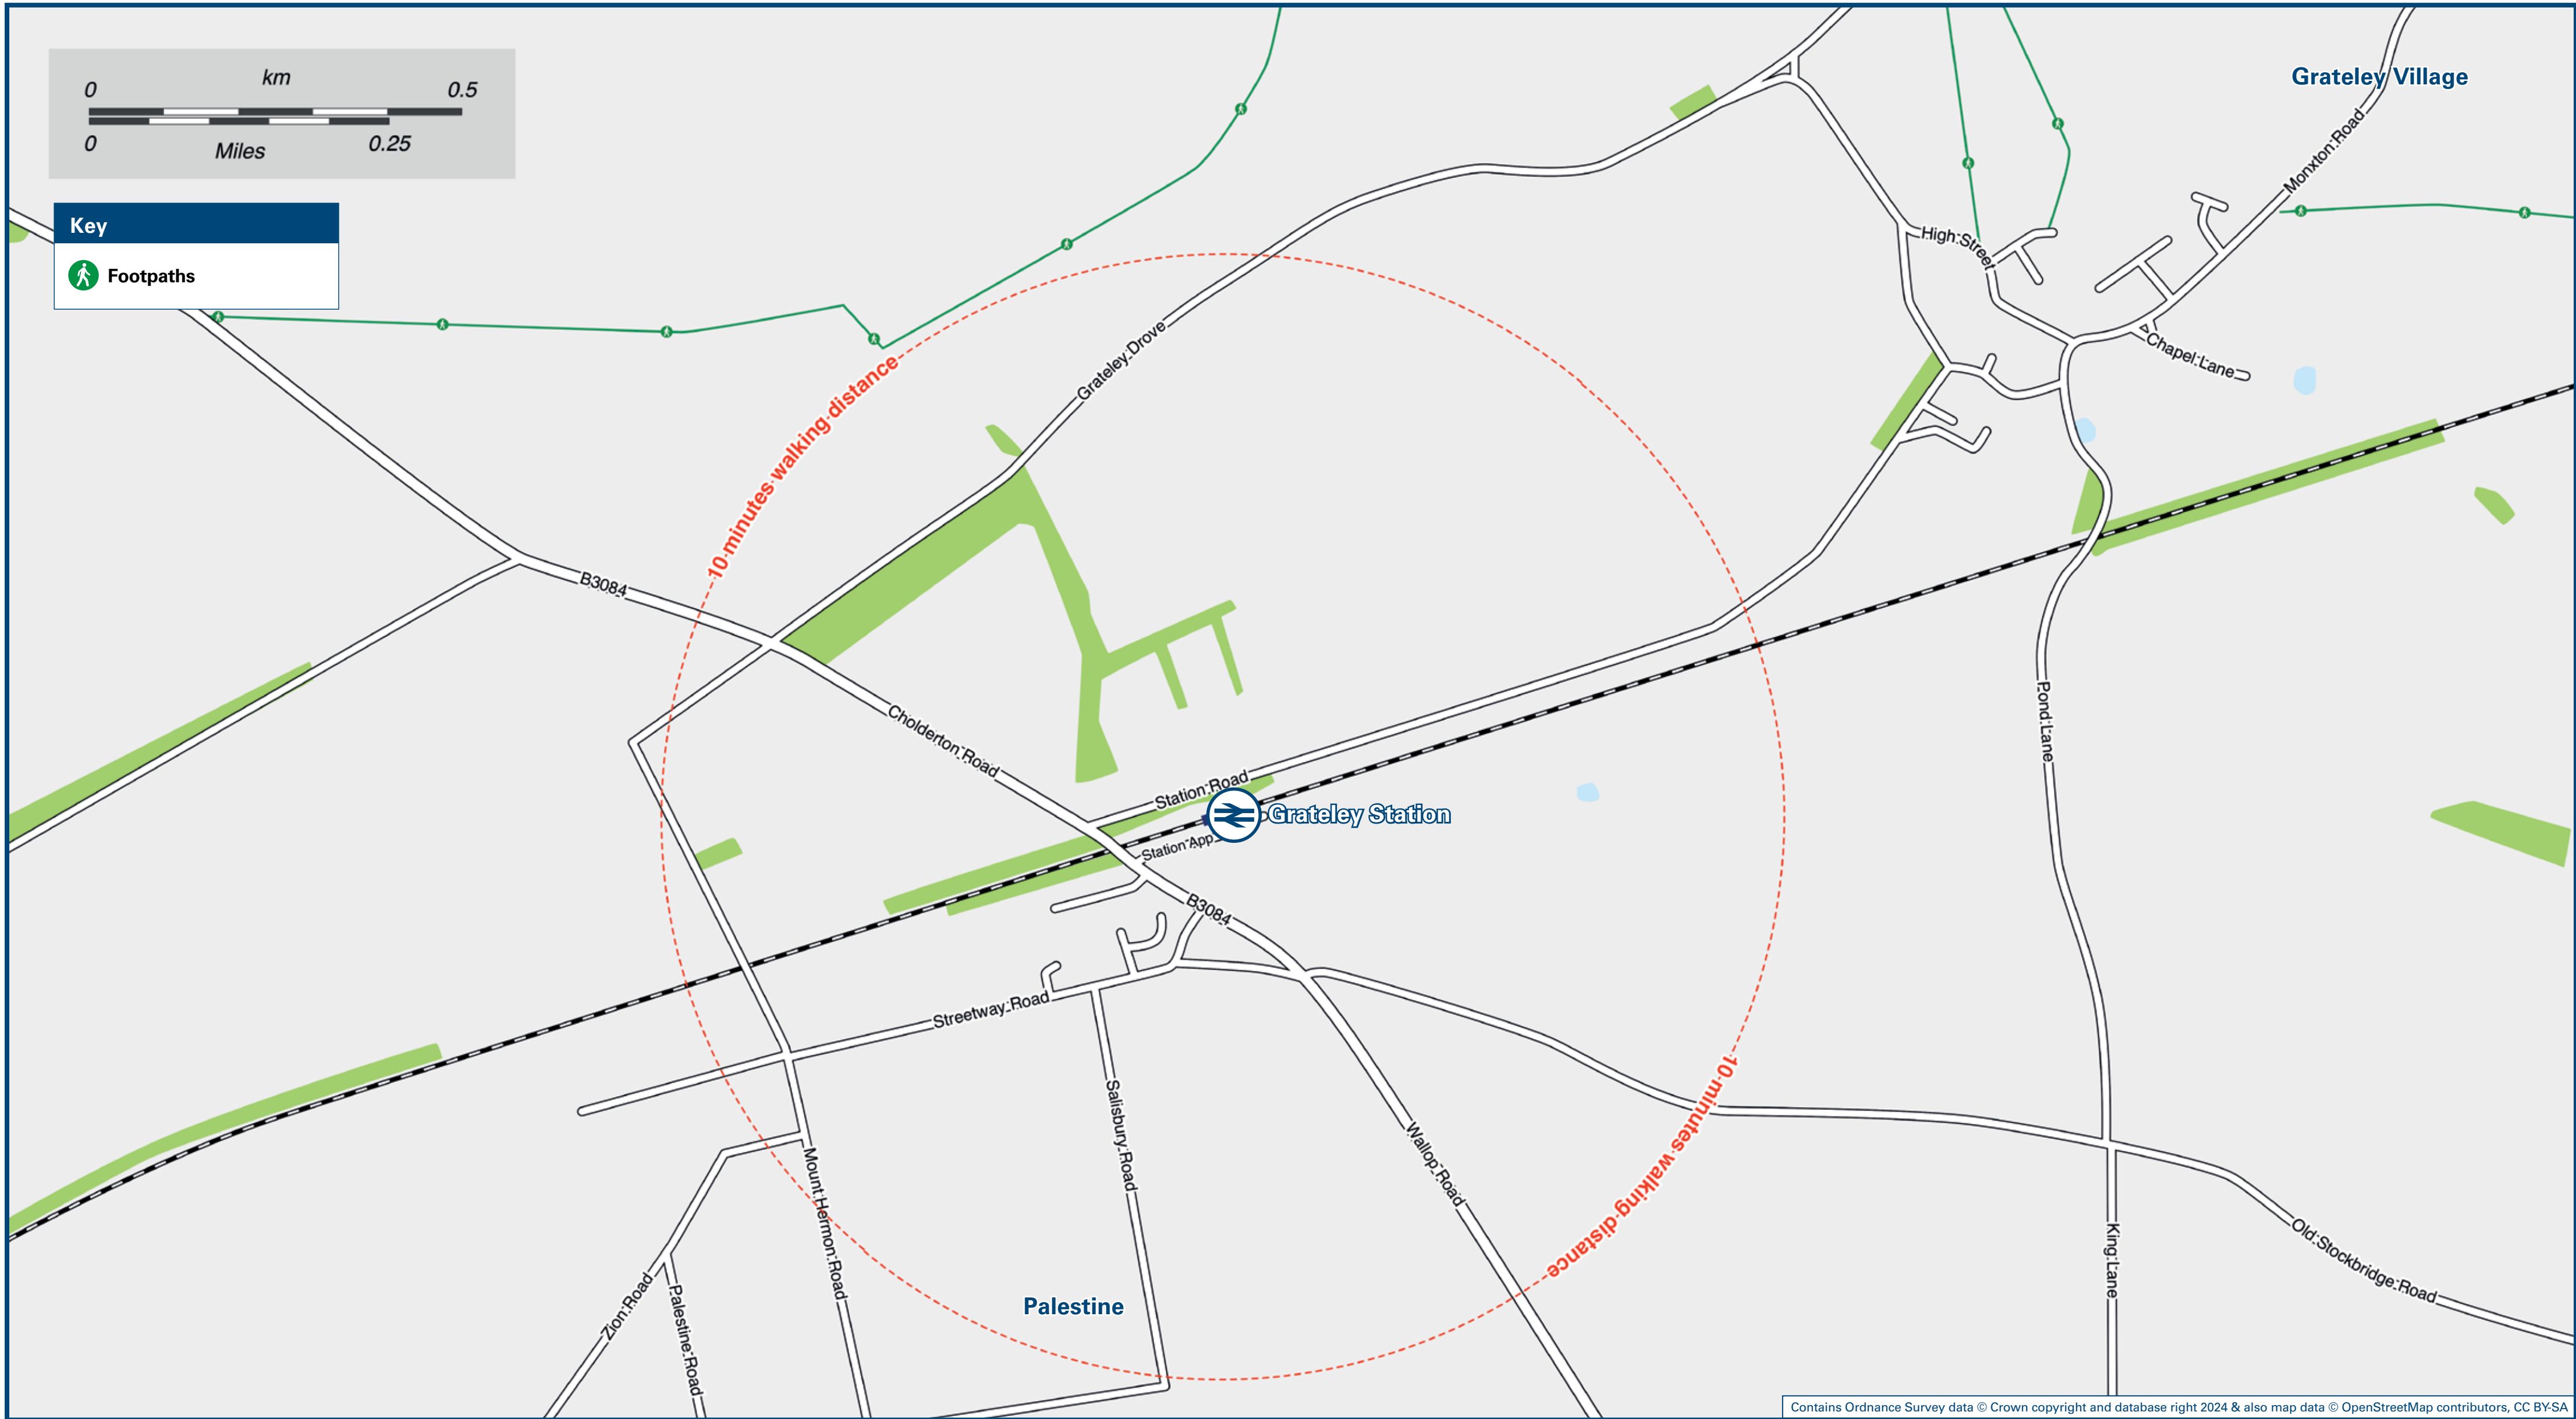 km
0 0.5
0 0.25
Miles
Key
Footpaths
Grateley Village
Monxton Road
High Street
Chapel Lane
Grateley Drove
10 minutes walking distance
B3084
Cholderton Road
Station Road
Grateley Station
Station App
B3084
Pond Lane
Streetway Road
Salisbury Road
Wallop Road
10 minutes walking distance
Mount Hermon Road
Zion Road
Palestine Road
Palestine
King Lane
Old Stockbridge Road
Contains Ordnance Survey data © Crown copyright and database right 2024 & also map data © OpenStreetMap contributors, CC BY-SA